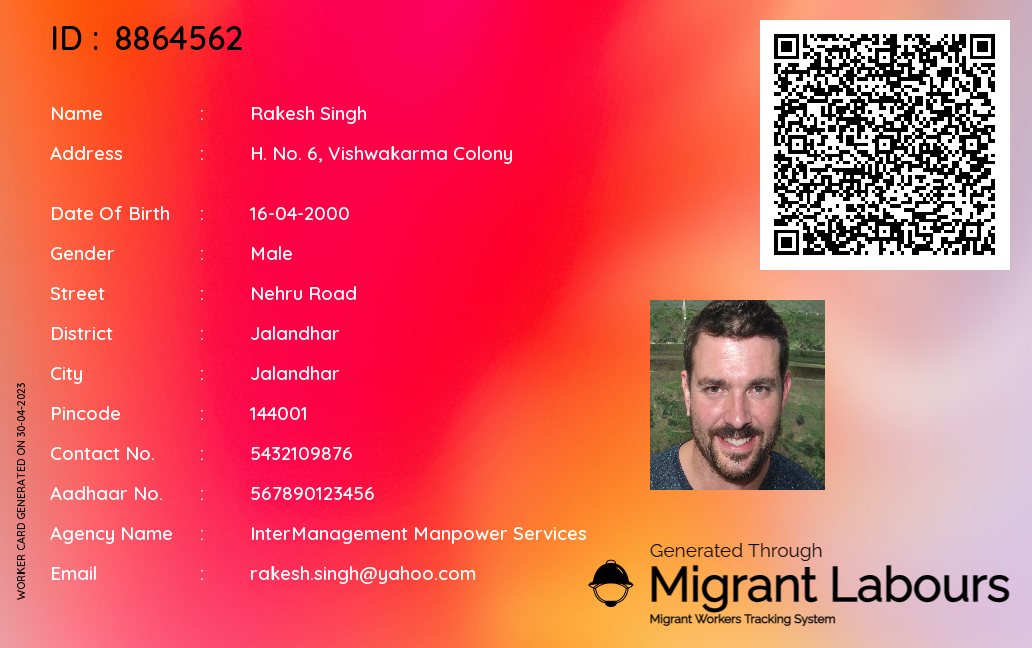 ID : 8864562
Name : Rakesh Singh
Address : H. No. 6, Vishwakarma Colony
Date Of Birth : 16-04-2000
Gender : Male
Street : Nehru Road
District : Jalandhar
City : Jalandhar
Pincode : 144001
Contact No. : 5432109876
Aadhaar No. : 567890123456
Agency Name : InterManagement Manpower Services
Email : rakesh.singh@yahoo.com
WORKER CARD GENERATED ON 30-04-2023
Generated Through
Migrant Labours
Migrant Workers Tracking System